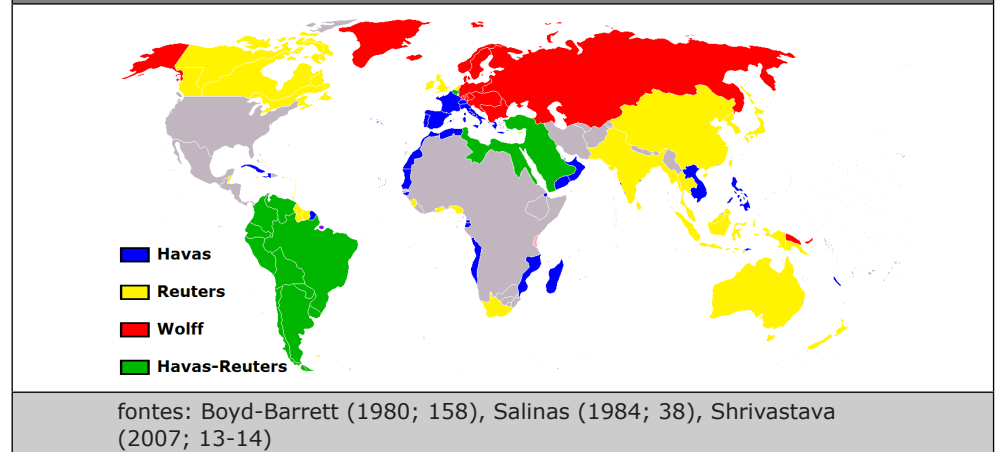 Havas
Reuters
Wolff
Havas-Reuters
fontes: Boyd-Barrett (1980; 158), Salinas (1984; 38), Shrivastava
(2007; 13-14)